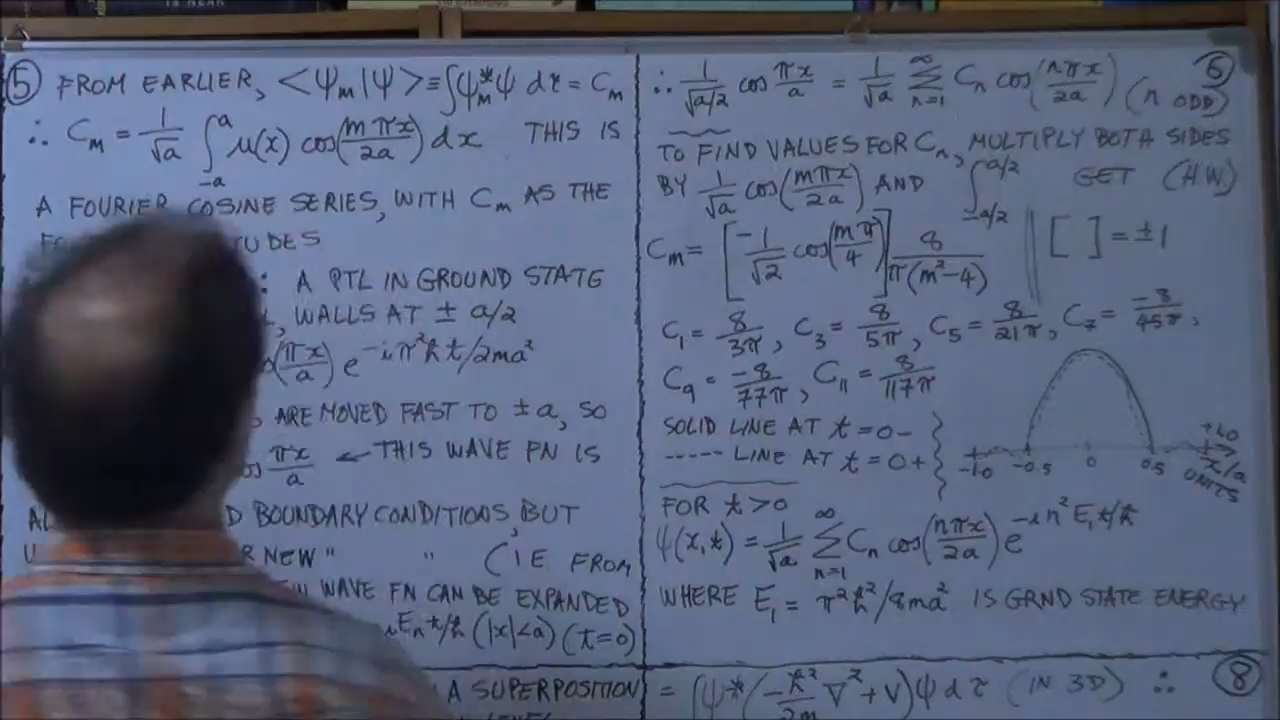 IS NEAR
⑤ FROM EARLIER, <Ψm|Ψ> ≡ ∫Ψm*Ψ dτ = Cm
∴ Cm = 1/√a ∫_{-a}^{a} u(x) cos(mπx/2a) dx THIS IS
A FOURIER COSINE SERIES, WITH Cm AS THE
: A PTL IN GROUND STATE
, WALLS AT ± a/2
(πx/a) e^{-iπ²ℏt/2ma²}
ARE MOVED FAST TO ±a, SO
πx/a ← THIS WAVE FN IS
BOUNDARY CONDITIONS, BUT
NEW " " (IE FROM
WAVE FN CAN BE EXPANDED
En t/ℏ (|x|<a) (t=0)
A SUPERPOSITION
⑥
∴ 1/√(a/2) cos πx/a = 1/√a Σ_{n=1}^{∞} Cn cos(nπx/2a) (n ODD)
TO FIND VALUES FOR Cn, MULTIPLY BOTH SIDES
BY 1/√a cos(mπx/2a) AND ∫_{-a/2}^{a/2} GET (H.W)
Cm = [-1/√2 cos(mπ/4)] 8/π(m²-4) || [ ] = ±1
C1 = 8/3π, C3 = 8/5π, C5 = 8/21π, C7 = -8/45π,
C9 = -8/77π, C11 = 8/117π
SOLID LINE AT t = 0-
----- LINE AT t = 0+
-1.0 -0.5 0 0.5 +1.0
x/a
UNITS
FOR t>0
Ψ(x,t) = 1/√a Σ_{n=1}^{∞} Cn cos(nπx/2a) e^{-in²E1t/ℏ}
WHERE E1 = π²ℏ²/8ma² IS GRND STATE ENERGY
= ∫Ψ*(-ℏ²/2m ∇² + V)Ψ dτ (IN 3D) ∴ ⑧